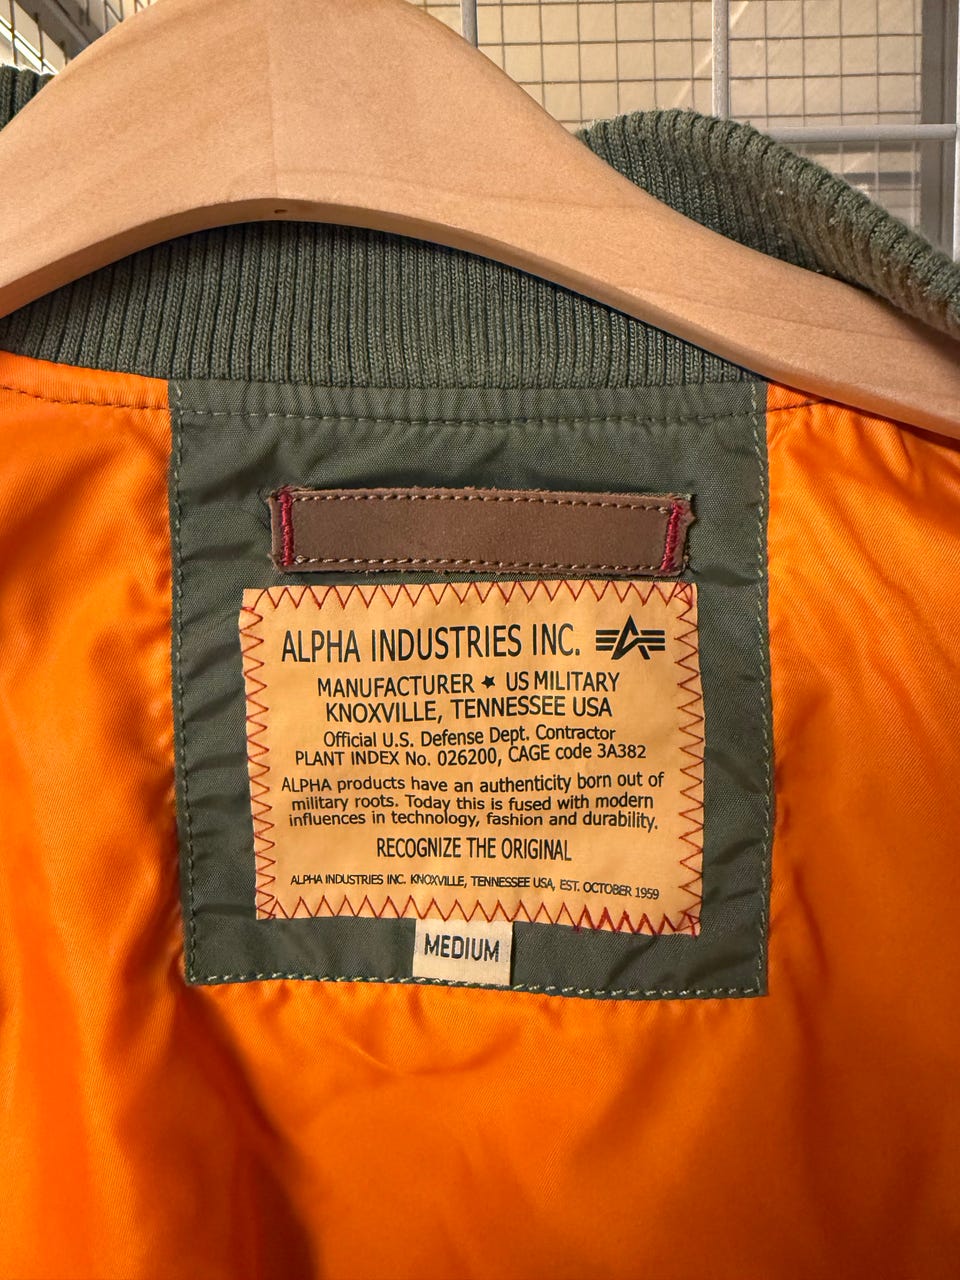 ALPHA INDUSTRIES INC.
MANUFACTURER ★ US MILITARY
KNOXVILLE, TENNESSEE USA
Official U.S. Defense Dept. Contractor
PLANT INDEX No. 026200, CAGE code 3A382
ALPHA products have an authenticity born out of
military roots. Today this is fused with modern
influences in technology, fashion and durability.
RECOGNIZE THE ORIGINAL
ALPHA INDUSTRIES INC. KNOXVILLE, TENNESSEE USA, EST. OCTOBER 1959
MEDIUM